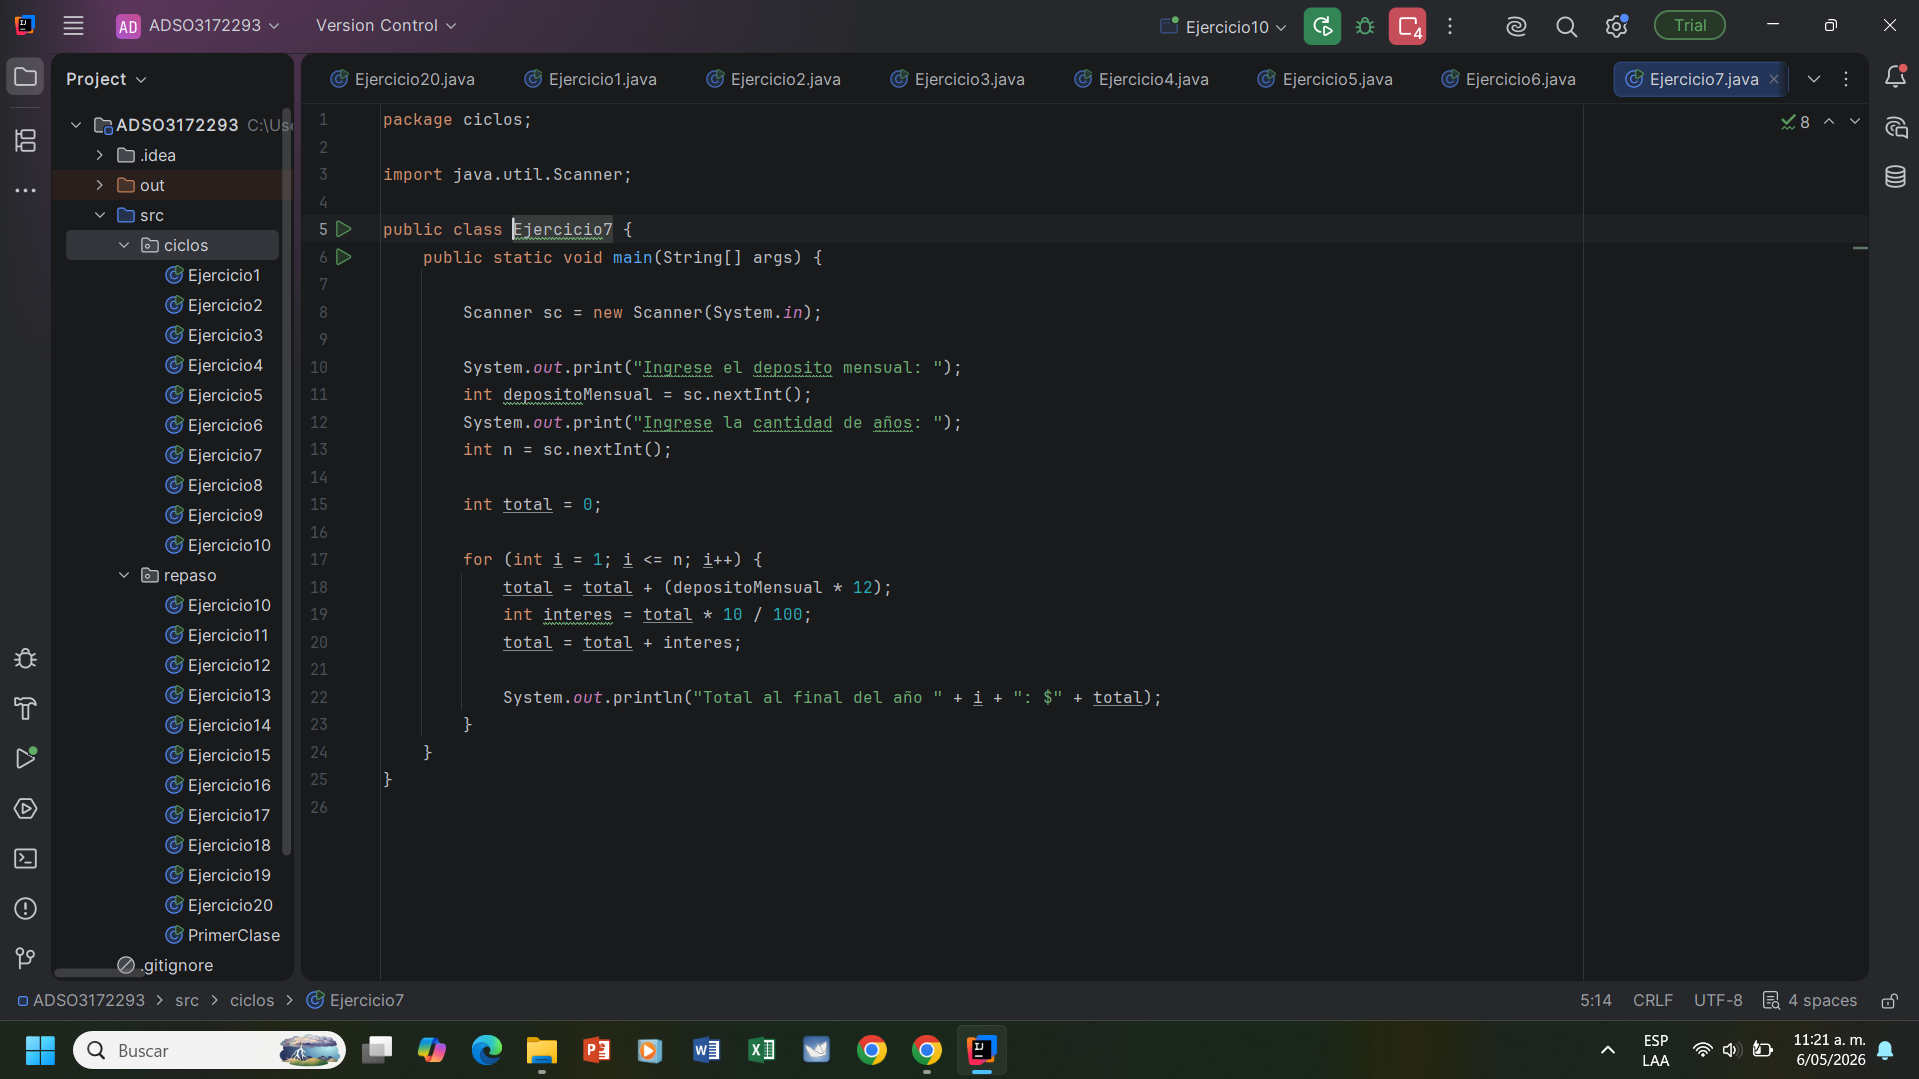 AD ADSO3172293 Version Control Ejercicio10 4 Trial
Project
Ejercicio20.java Ejercicio1.java Ejercicio2.java Ejercicio3.java Ejercicio4.java Ejercicio5.java Ejercicio6.java Ejercicio7.java
ADSO3172293 C:\Use
.idea
out
src
ciclos
Ejercicio1
Ejercicio2
Ejercicio3
Ejercicio4
Ejercicio5
Ejercicio6
Ejercicio7
Ejercicio8
Ejercicio9
Ejercicio10
repaso
Ejercicio10
Ejercicio11
Ejercicio12
Ejercicio13
Ejercicio14
Ejercicio15
Ejercicio16
Ejercicio17
Ejercicio18
Ejercicio19
Ejercicio20
PrimerClase
.gitignore
8
1 package ciclos;
2
3 import java.util.Scanner;
4
5 public class Ejercicio7 {
6 public static void main(String[] args) {
7
8 Scanner sc = new Scanner(System.in);
9
10 System.out.print("Ingrese el deposito mensual: ");
11 int depositoMensual = sc.nextInt();
12 System.out.print("Ingrese la cantidad de años: ");
13 int n = sc.nextInt();
14
15 int total = 0;
16
17 for (int i = 1; i <= n; i++) {
18 total = total + (depositoMensual * 12);
19 int interes = total * 10 / 100;
20 total = total + interes;
21
22 System.out.println("Total al final del año " + i + ": $" + total);
23 }
24 }
25 }
26
ADSO3172293 > src > ciclos > Ejercicio7 5:14 CRLF UTF-8 4 spaces
Buscar
ESP
LAA
11:21 a. m.
6/05/2026